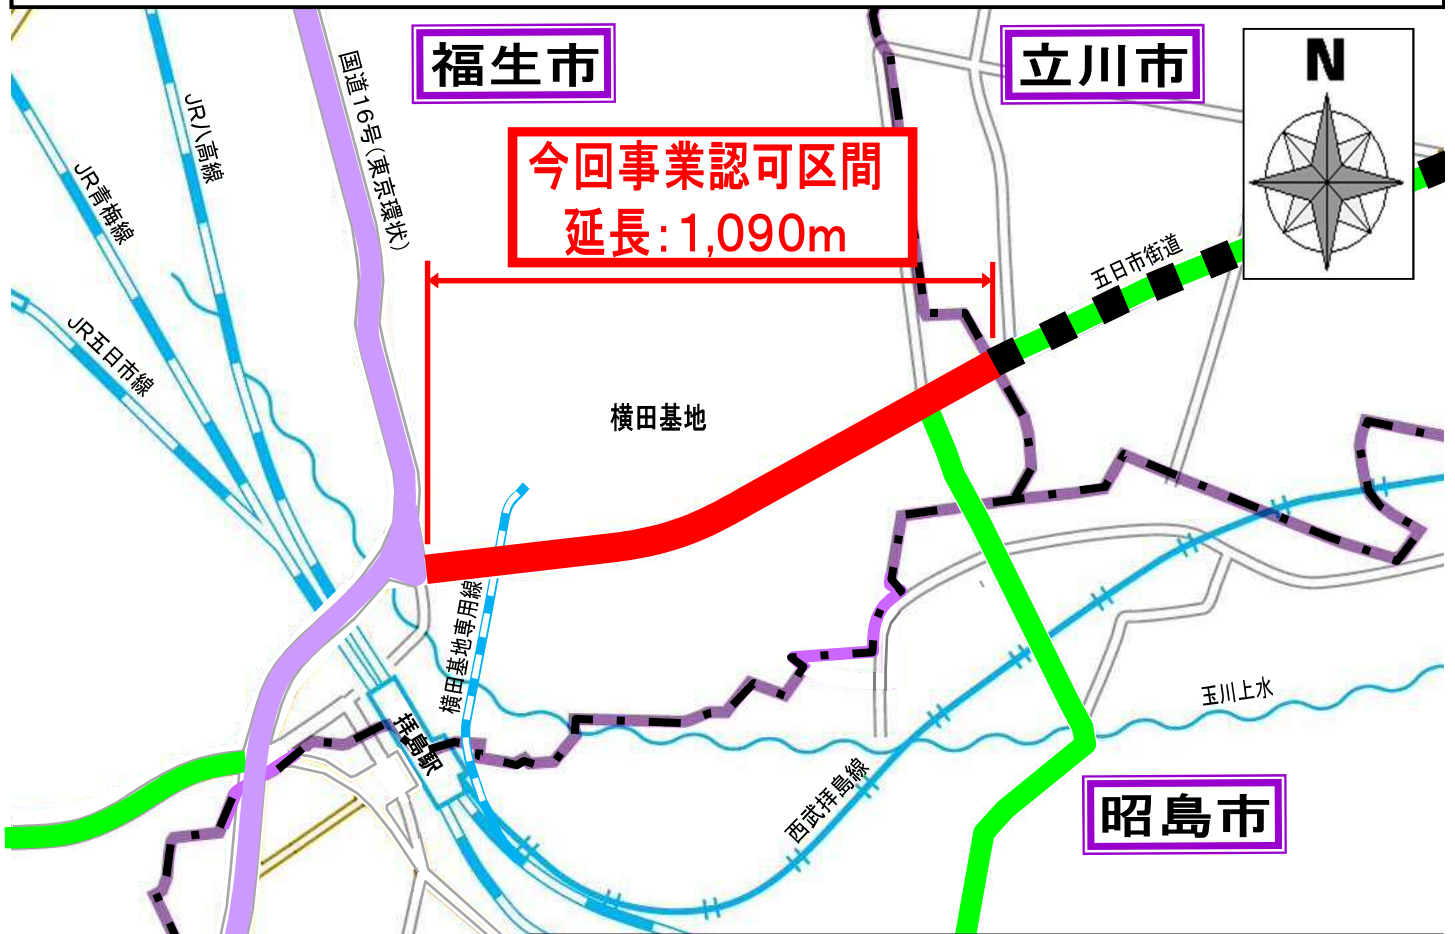 福生市
立川市
N
国道16号(東京環状)
JR八高線
JR青梅線
今回事業認可区間
延長:1,090m
五日市街道
JR五日市線
横田基地
横田基地専用線
玉川上水
拝島駅
西武拝島線
昭島市